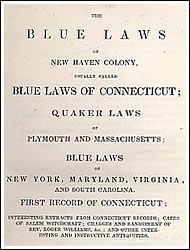 THE
BLUE LAWS
OF
NEW HAVEN COLONY,
USUALLY CALLED
BLUE LAWS OF CONNECTICUT;
QUAKER LAWS
OF
PLYMOUTH AND MASSACHUSETTS;
BLUE LAWS
OF
NEW YORK, MARYLAND, VIRGINIA,
AND SOUTH CAROLINA.
FIRST RECORD OF CONNECTICUT;
INTERESTING EXTRACTS FROM CONNECTICUT RECORDS; CASES
OF SALEM WITCHCRAFT; CHARGES AND BANISHMENT OF
REV. ROGER WILLIAMS, &c.; AND OTHER INTER-
ESTING AND INSTRUCTIVE ANTIQUITIES.